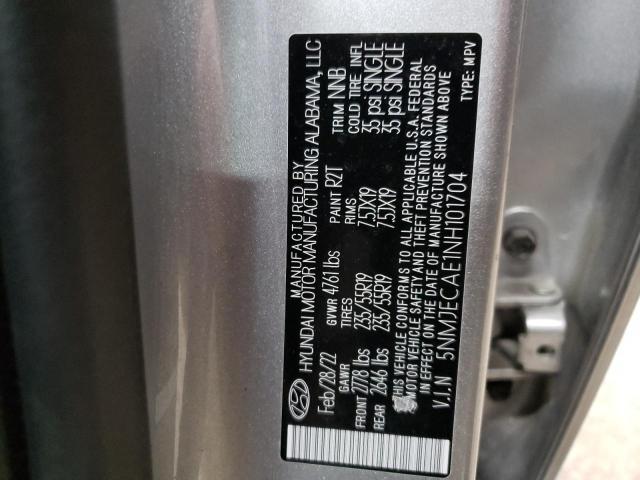 MANUFACTURED BY
HYUNDAI MOTOR MANUFACTURING ALABAMA, LLC
Feb/28/22 GVWR 4761 lbs PAINT R2T TRIM NNB
GAWR TIRES RIMS COLD TIRE INFL
FRONT 2778 lbs 235/55R19 7.5JX19 35 psi SINGLE
REAR 2646 lbs 235/55R19 7.5JX19 35 psi SINGLE
THIS VEHICLE CONFORMS TO ALL APPLICABLE U.S.A. FEDERAL
MOTOR VEHICLE SAFETY AND THEFT PREVENTION STANDARDS
IN EFFECT ON THE DATE OF MANUFACTURE SHOWN ABOVE
V.I.N 5NMJECAE1NH101704 TYPE: MPV